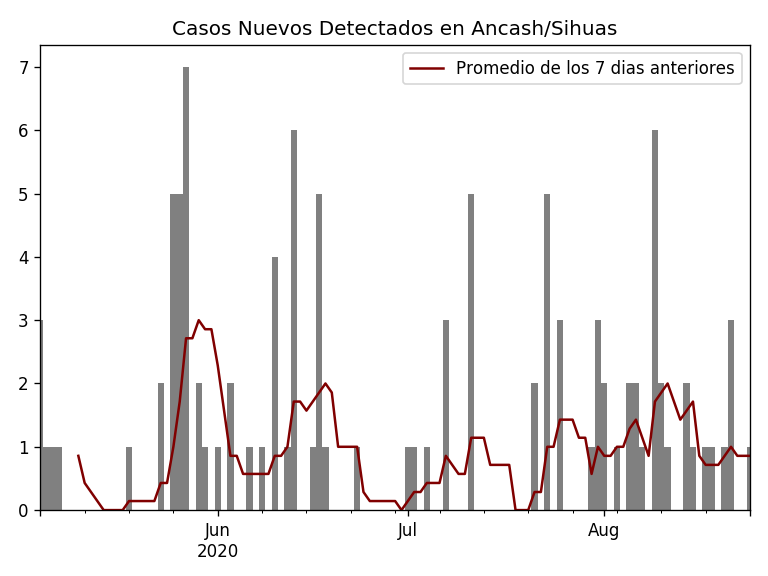 Casos Nuevos Detectados en Ancash/Sihuas
Promedio de los 7 dias anteriores
7
6
5
4
3
2
1
0
Jun
2020
Jul
Aug